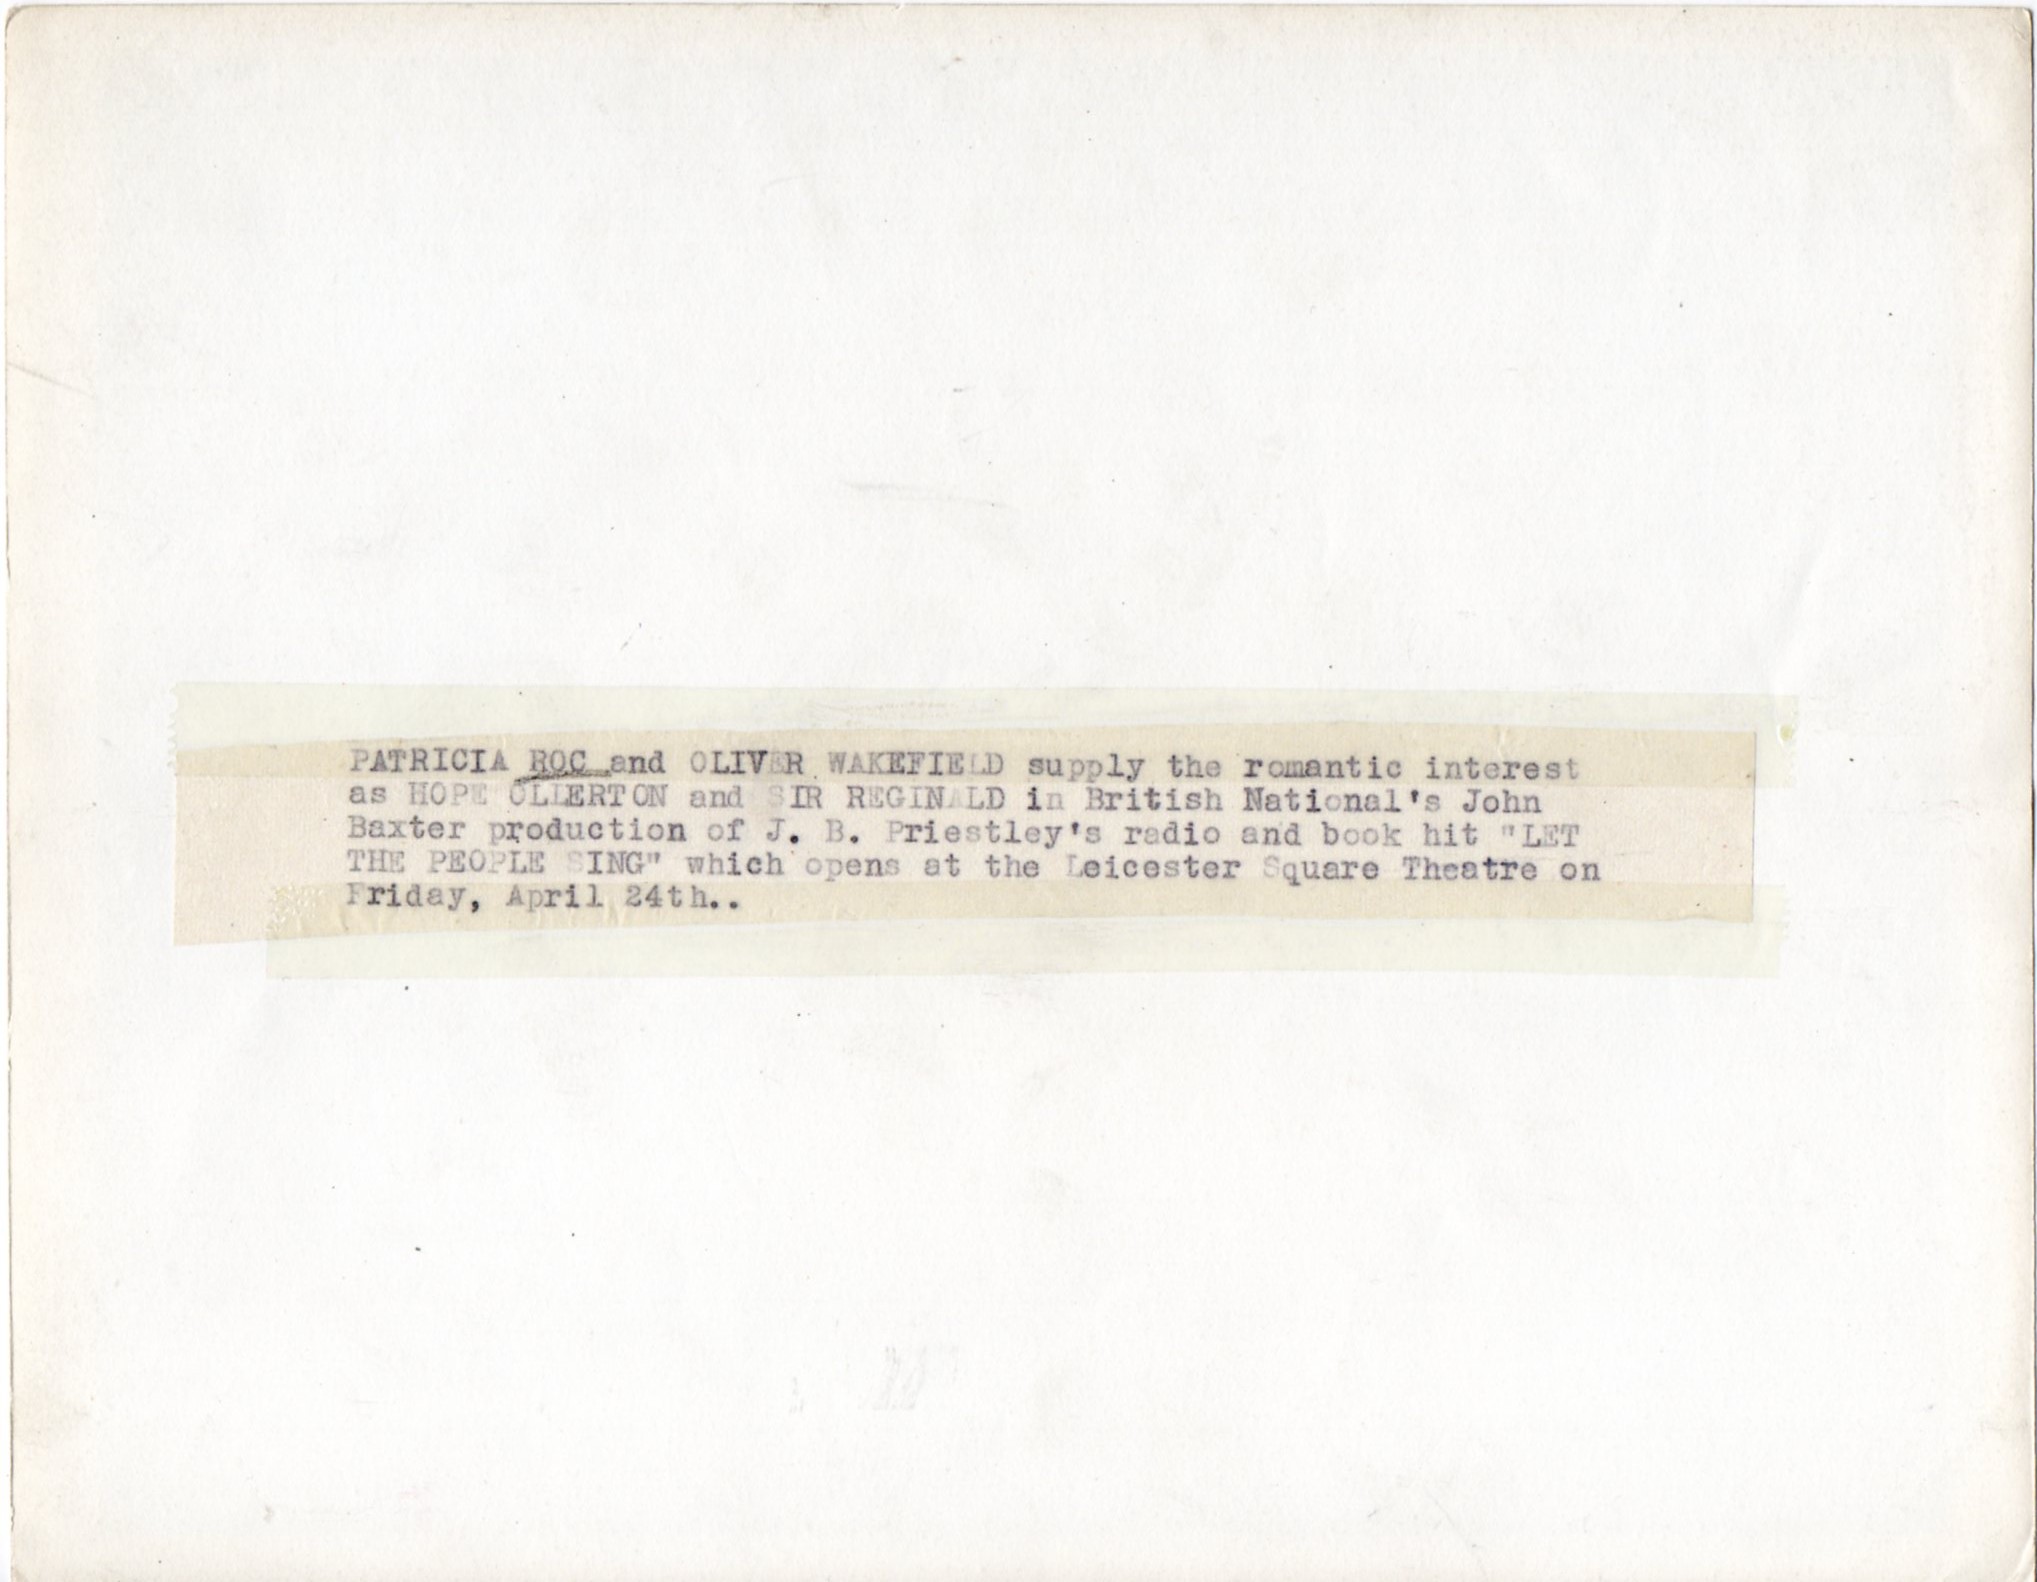 PATRICIA ROC and OLIVER WAKEFIELD supply the romantic interest
as HOPE OLLERTON and SIR REGINALD in British National's John
Baxter production of J. B. Priestley's radio and book hit "LET
THE PEOPLE SING" which opens at the Leicester Square Theatre on
Friday, April 24th..